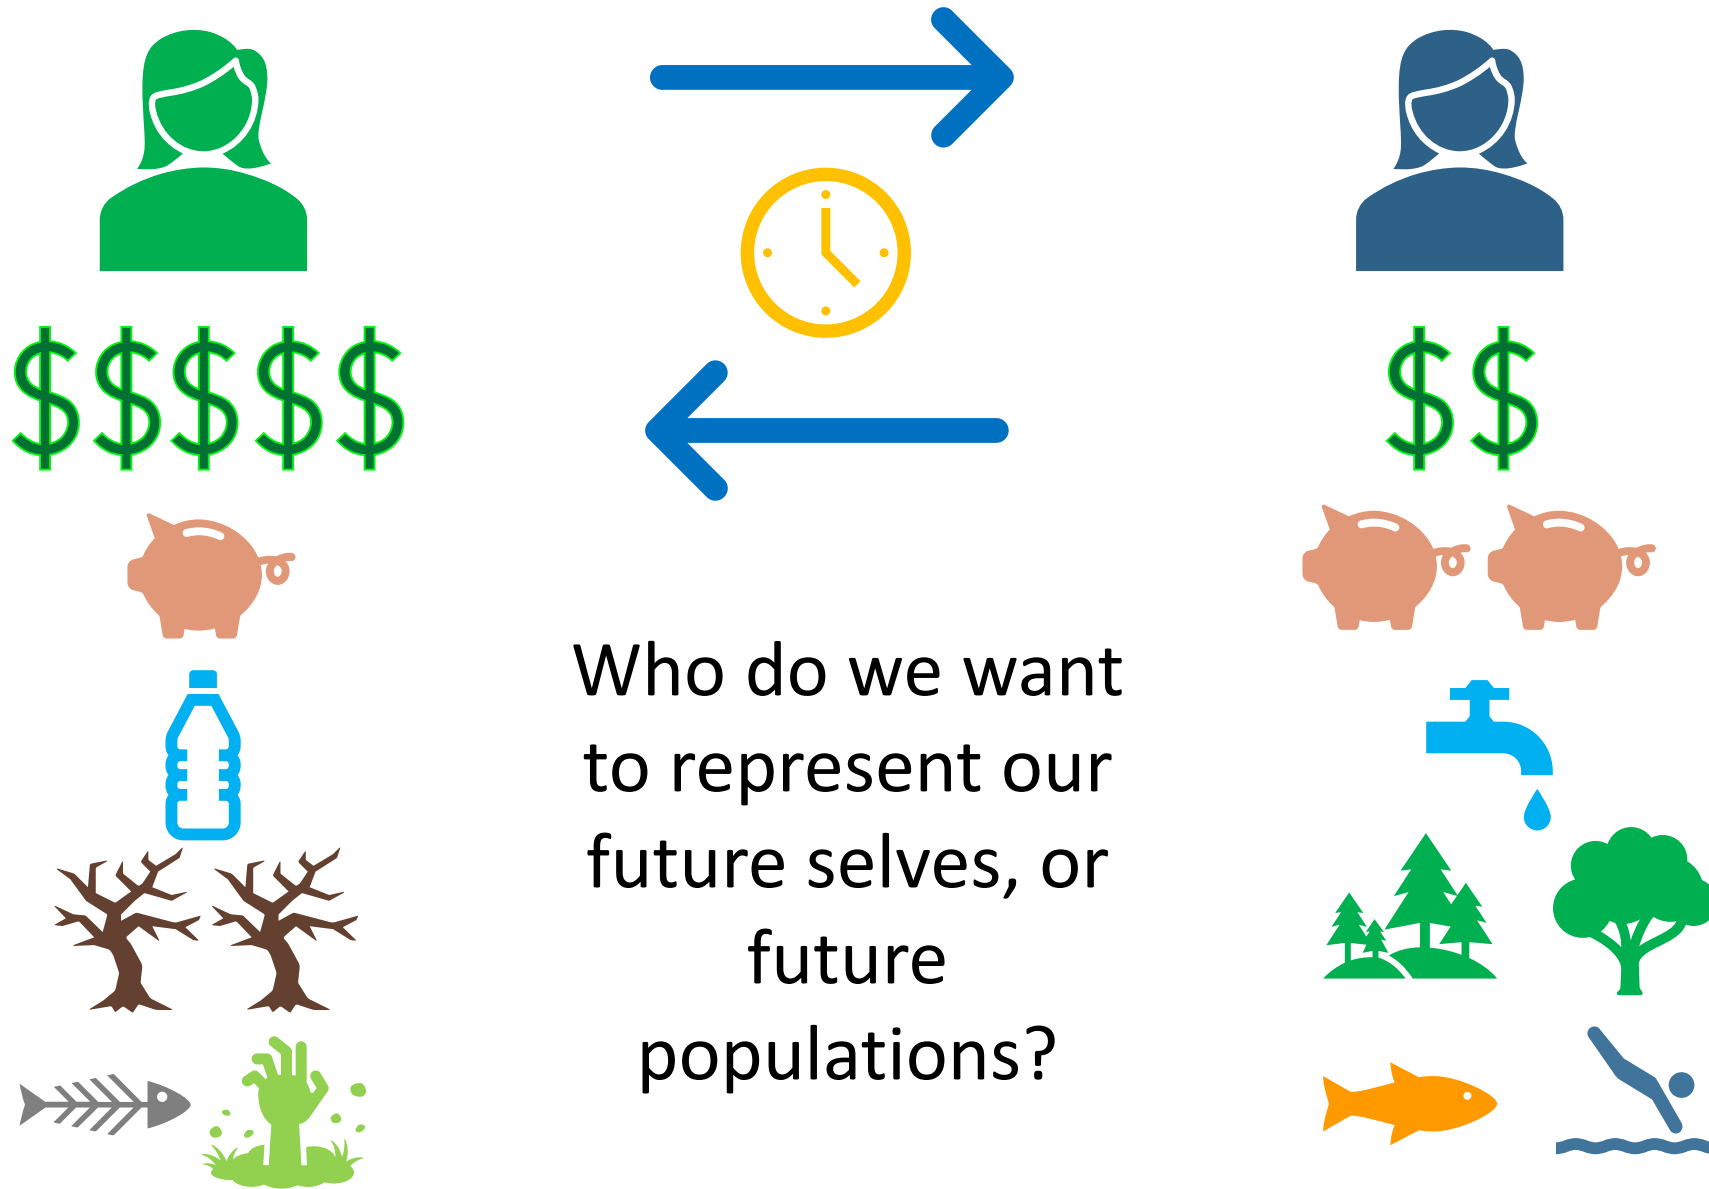 $$$$$
$$
Who do we want
to represent our
future selves, or
future
populations?